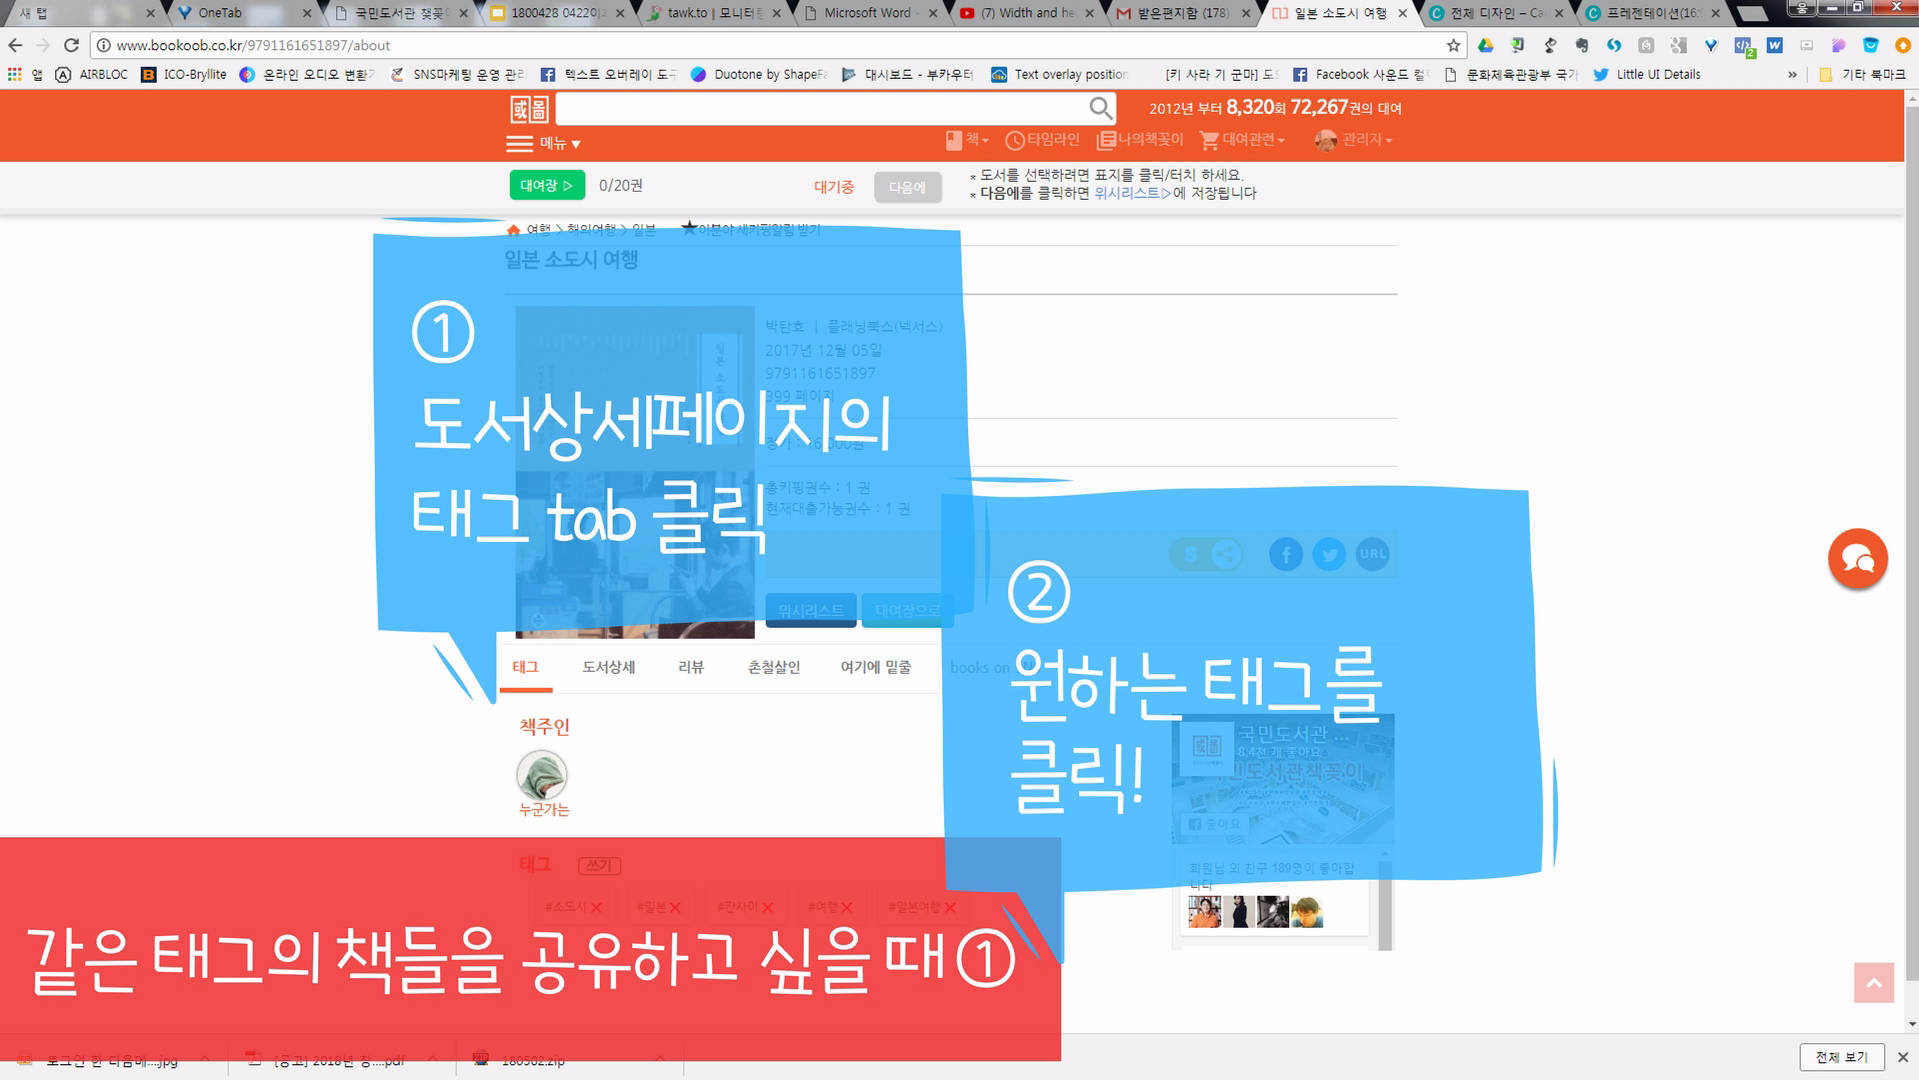 새 탭
OneTab
국민도서관 책꽂
1800428 0422이
tawk.to | 모니터링
Microsoft Word -
(7) Width and he
받은편지함 (178)
일본 소도시 여행
전체 디자인 – Ca
프레젠테이션(16:
www.bookoob.co.kr/9791161651897/about
앱
AIRBLOC
ICO-Bryllite
온라인 오디오 변환
SNS마케팅 운영 관리
텍스트 오버레이 도구
Duotone by ShapeFa
대시보드 - 부카우터
Text overlay position
[키 사라 기 군마] 도
Facebook 사운드 컬
문화체육관광부 국가
Little UI Details
»
기타 북마크
2012년 부터 8,320회 72,267권의 대여
메뉴 ▼
책
타임라인
나의책꽂이
대여관련
관리자
대여장 ▷
0/20권
대기중
다음에
* 도서를 선택하려면 표지를 클릭/터치 하세요.
* 다음에를 클릭하면 위시리스트▷에 저장됩니다
여행 > 해외여행 > 일본 ★이분야 새키핑알림 받기
일본 소도시 여행
박탄호 | 플래닝북스(넥서스)
2017년 12월 05일
9791161651897
399 페이지
정가 : 16,000원
총키핑권수 : 1 권
현재대출가능권수 : 1 권
①
도서상세페이지의
태그 tab 클릭
S
URL
위시리스트
대여장으로
②
원하는 태그를
클릭!
태그
도서상세
리뷰
촌철살인
여기에 밑줄
books on
책주인
누군가는
국민도서관 ...
8.4천 개 좋아요
국민도서관책꽂이
좋아요
회원님 외 친구 189명이 좋아합
니다
태그
쓰기
#소도시 ×
#일본 ×
#칸사이 ×
#여행 ×
#일본여행 ×
같은 태그의 책들을 공유하고 싶을 때 ①
로그인 한 다음메....jpg
[공고] 2018년 창....pdf
180502.zip
전체 보기